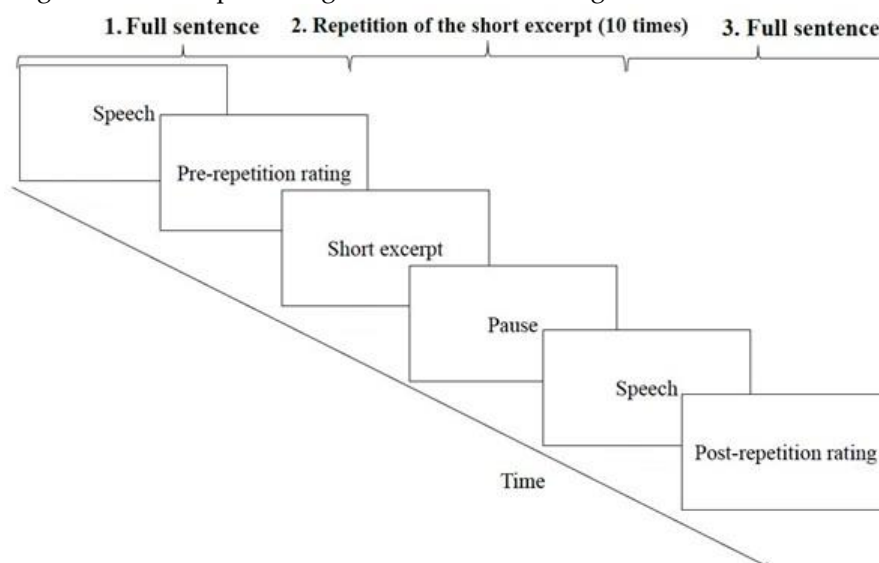 1. Full sentence 2. Repetition of the short excerpt (10 times) 3. Full sentence
Speech
Pre-repetition rating
Short excerpt
Pause
Speech
Post-repetition rating
Time